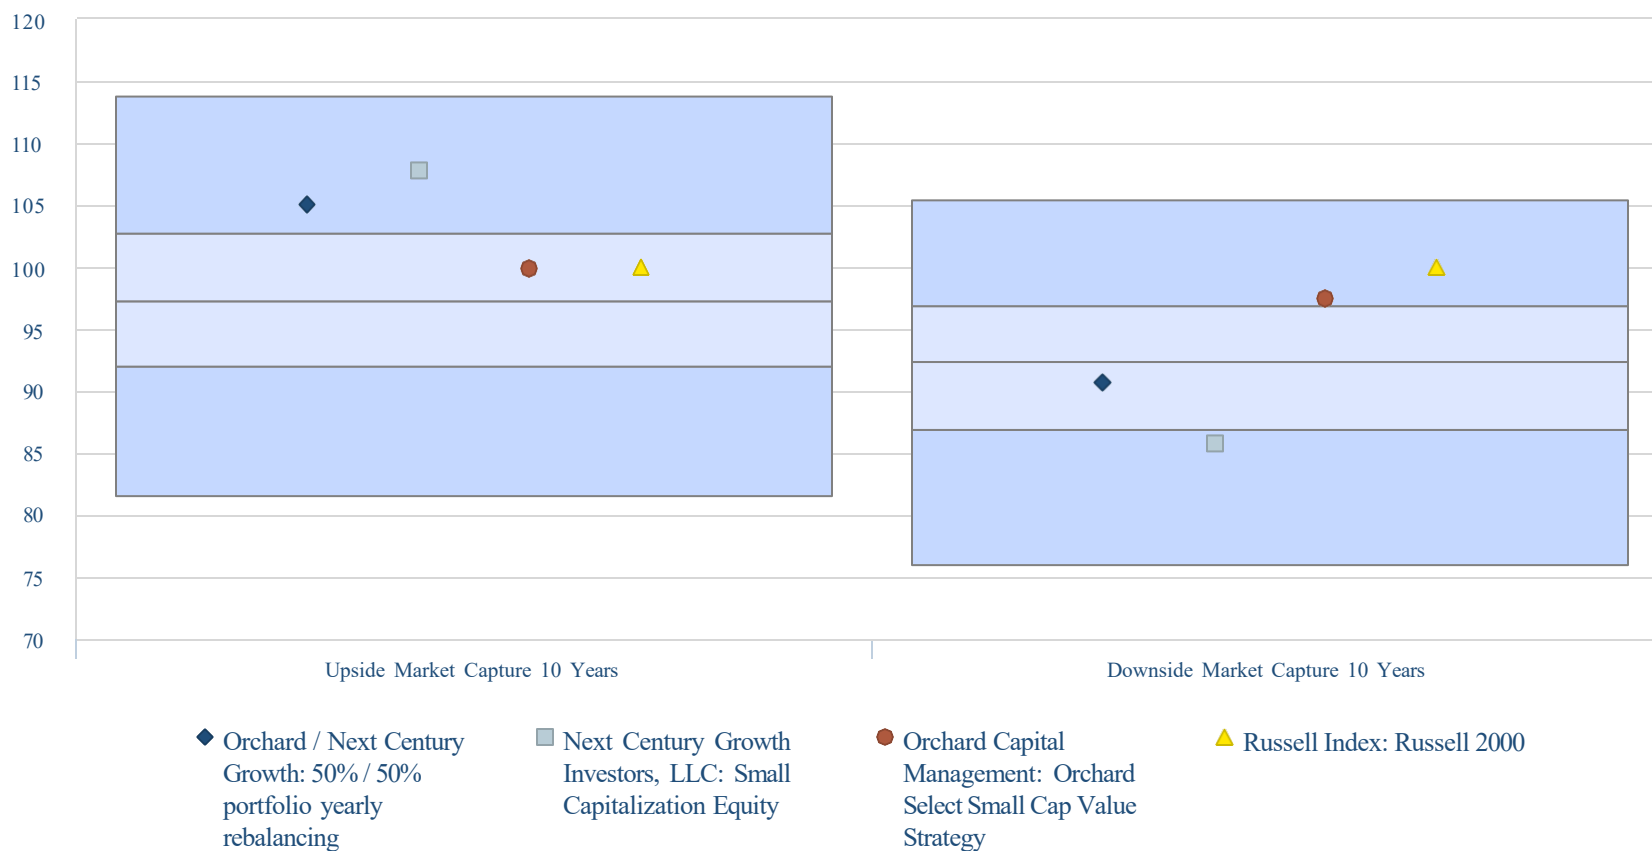 120
115
110
105
100
95
90
85
80
75
70
Upside Market Capture 10 Years
Downside Market Capture 10 Years
Orchard / Next Century
Growth: 50% / 50%
portfolio yearly
rebalancing
Next Century Growth
Investors, LLC: Small
Capitalization Equity
Orchard Capital
Management: Orchard
Select Small Cap Value
Strategy
Russell Index: Russell 2000